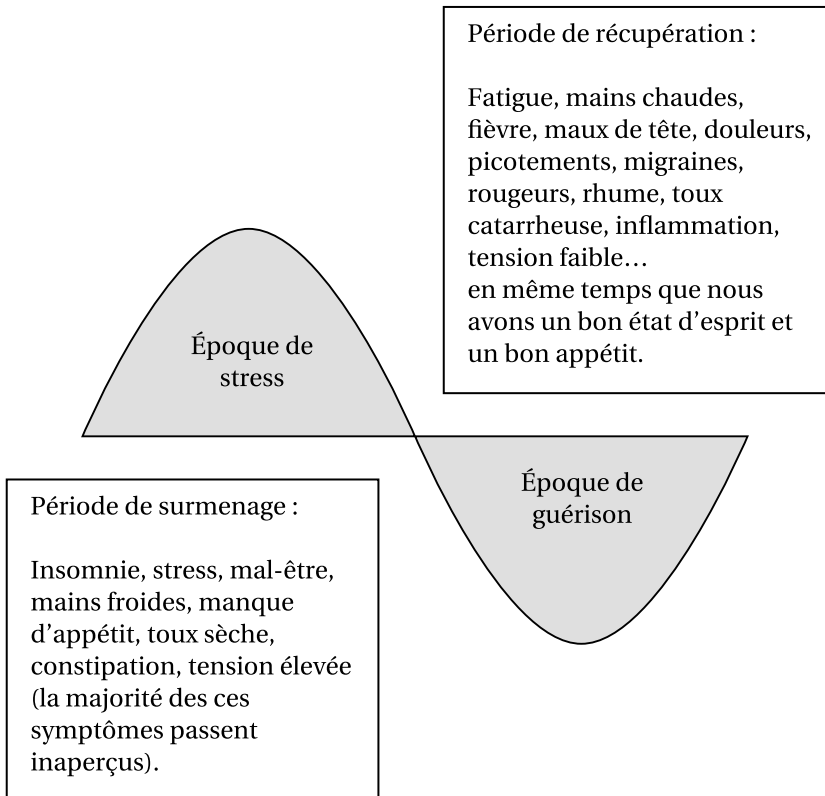 Période de récupération :
Fatigue, mains chaudes,
fièvre, maux de tête, douleurs,
picotements, migraines,
rougeurs, rhume, toux
catarrheuse, inflammation,
tension faible…
en même temps que nous
avons un bon état d’esprit et
un bon appétit.
Époque de
stress
Époque de
guérison
Période de surmenage :
Insomnie, stress, mal-être,
mains froides, manque
d’appétit, toux sèche,
constipation, tension élevée
(la majorité des ces
symptômes passent
inaperçus).